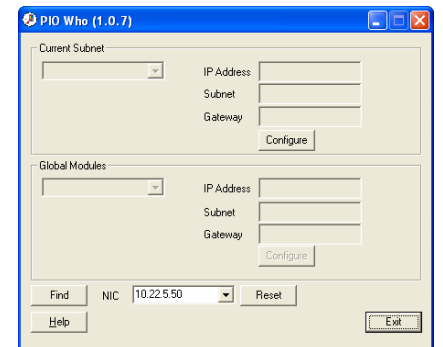 PIO Who (1.0.7)
Current Subnet
IP Address
Subnet
Gateway
Configure
Global Modules
IP Address
Subnet
Gateway
Configure
Find NIC 10.22.5.50 Reset
Help Exit